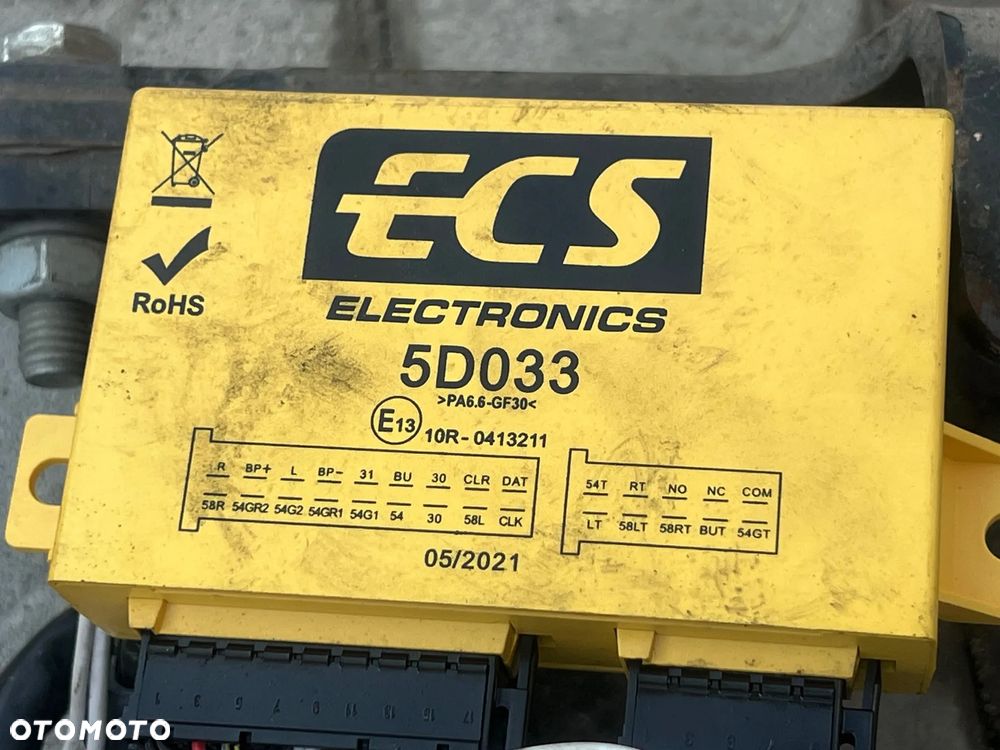 ECS
ELECTRONICS
RoHS
5D033
>PA6.6-GF30<
E13 10R-0413211
R BP+ L BP- 31 BU 30 CLR DAT
58R 54GR2 54G2 54GR1 54G1 54 30 58L CLK
54T RT NO NC COM
LT 58LT 58RT BUT 54GT
05/2021
1 3
OTOMOTO